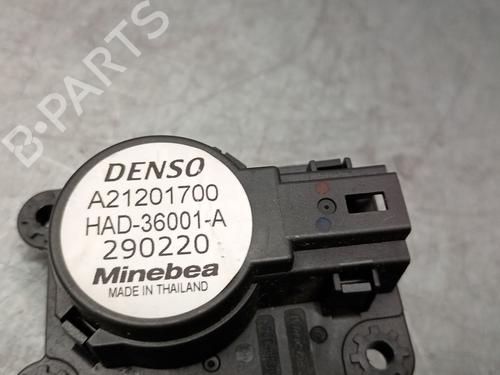 B-PARTS
DENSO
A21201700
HAD-36001-A
290220
Minebea
MADE IN THAILAND